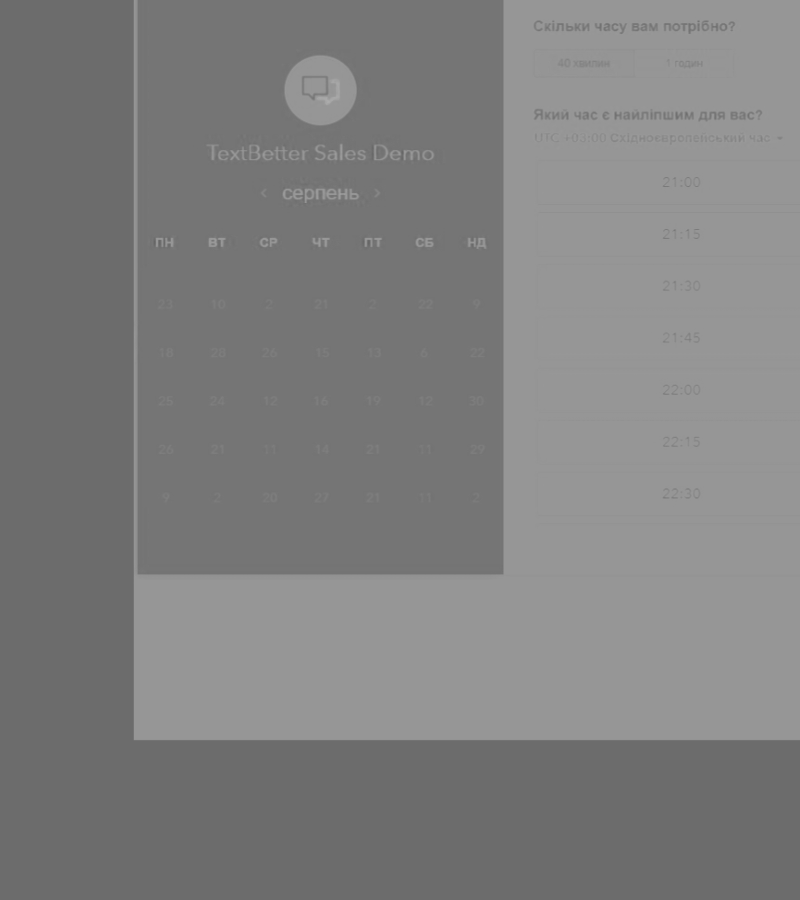 TextBetter Sales Demo
‹ серпень ›
ПН ВТ СР ЧТ ПТ СБ НД
23 10 2 21 2 22 9
18 28 26 15 13 6 22
25 24 12 16 19 12 30
26 21 11 14 21 11 29
9 2 20 27 21 11 2
Скільки часу вам потрібно?
40 хвилин 1 годин
Який час є найліпшим для вас?
UTC +03:00 Східноєвропейський час
21:00
21:15
21:30
21:45
22:00
22:15
22:30